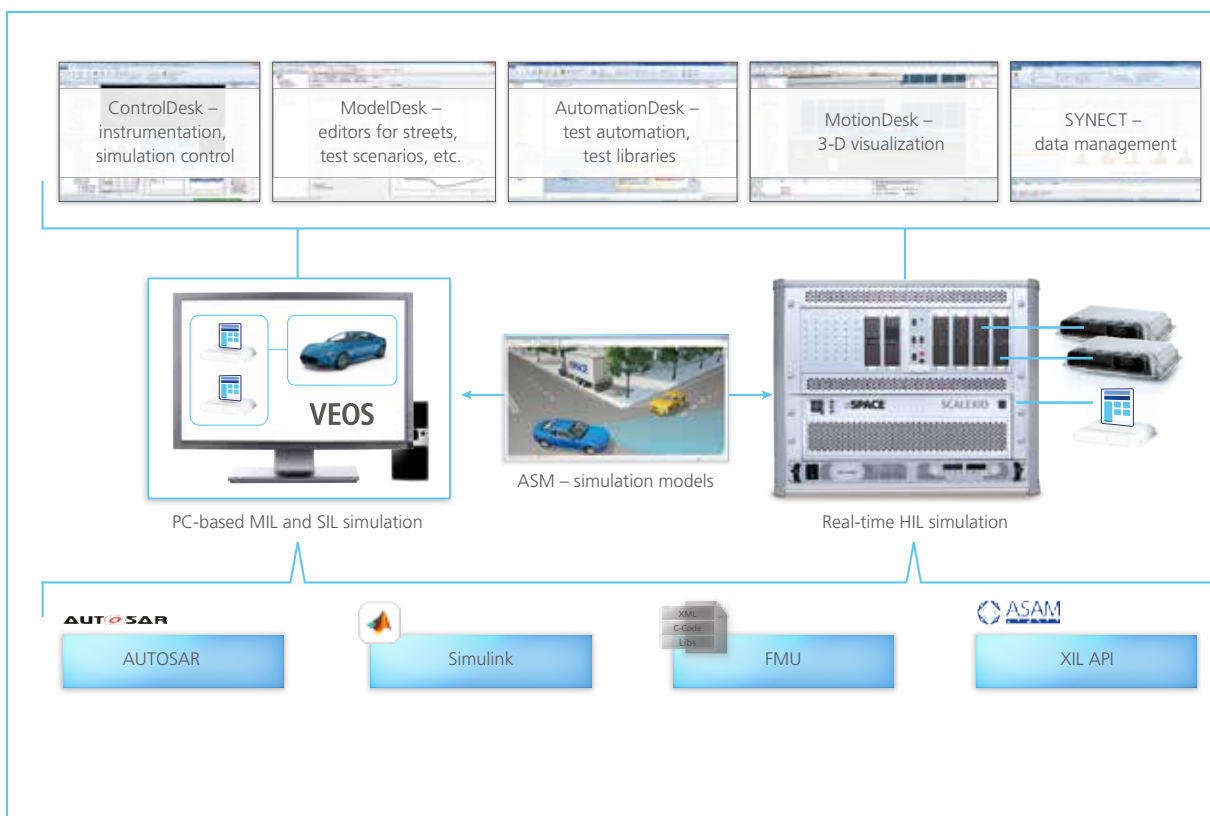 ControlDesk –
instrumentation,
simulation control
ModelDesk –
editors for streets,
test scenarios, etc.
AutomationDesk –
test automation,
test libraries
MotionDesk –
3-D visualization
SYNECT –
data management
VEOS
SPACE
ASM – simulation models
dSPACE
SCALEXIO
PC-based MIL and SIL simulation
Real-time HIL simulation
AUTOSAR
AUTOSAR
Simulink
XML
C-Code
Libs
FMU
ASAM
XIL API